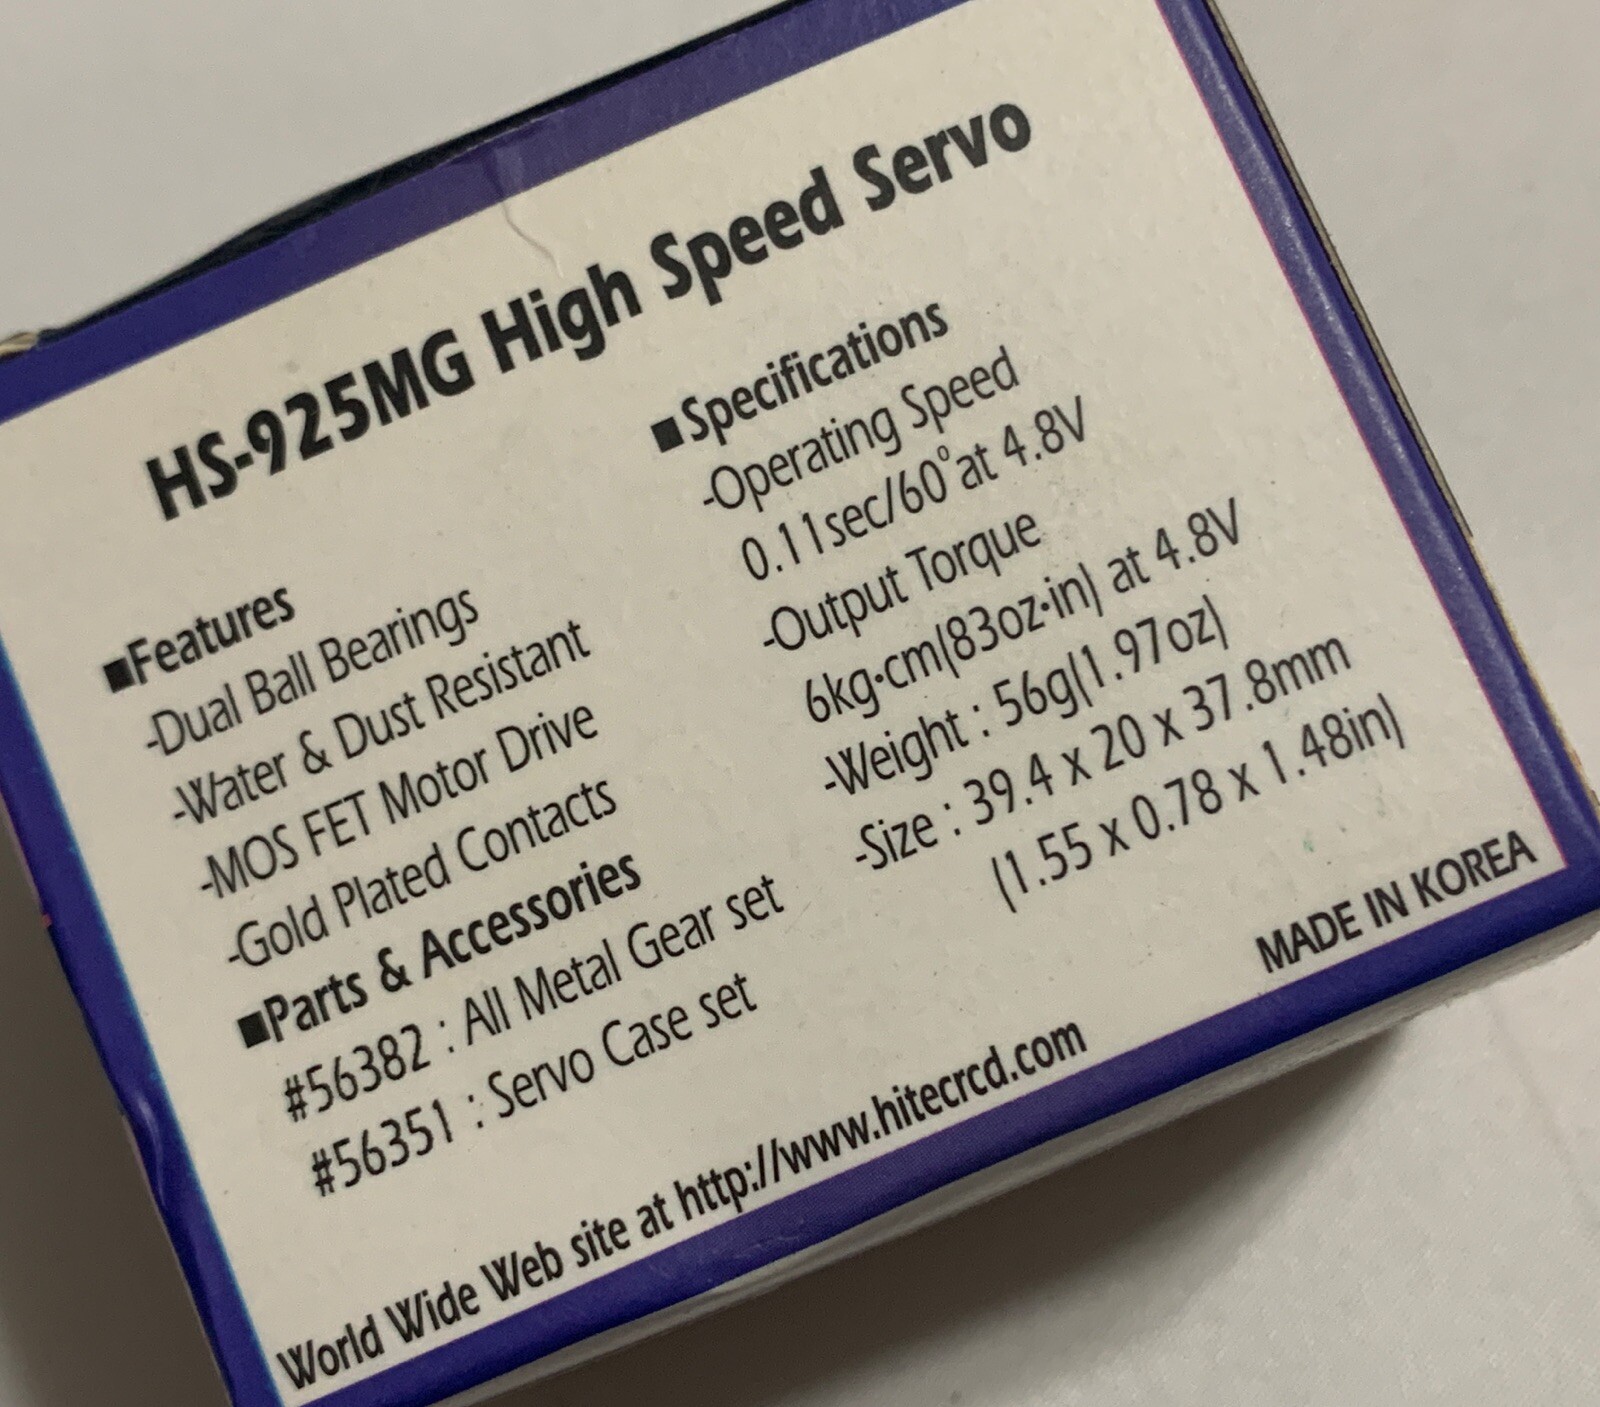 HS-925MG High Speed Servo
■Features
-Dual Ball Bearings
-Water & Dust Resistant
-MOS FET Motor Drive
-Gold Plated Contacts
■Parts & Accessories
#56382 : All Metal Gear set
#56351 : Servo Case set
■Specifications
-Operating Speed
0.11sec/60°at 4.8V
-Output Torque
6kg·cm(83oz·in) at 4.8V
-Weight : 56g(1.97oz)
-Size : 39.4 x 20 x 37.8mm
(1.55 x 0.78 x 1.48in)
MADE IN KOREA
World Wide Web site at http://www.hitecrcd.com